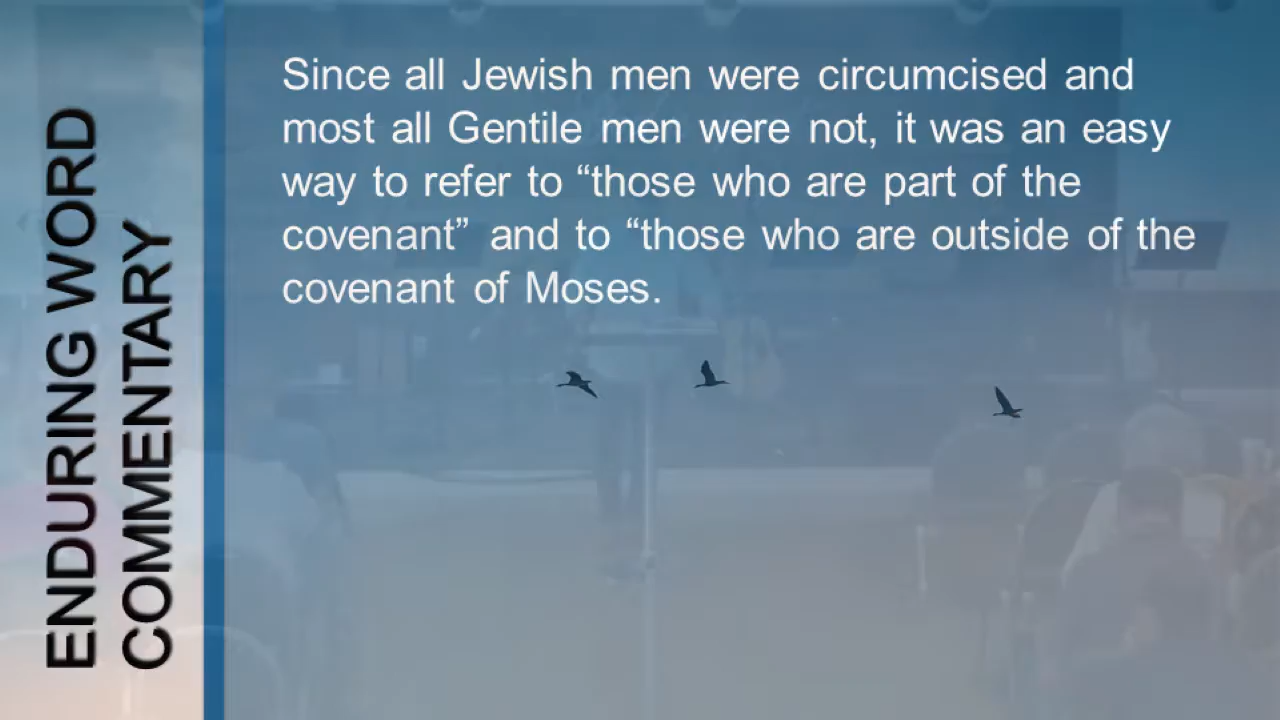 ENDURING WORD
COMMENTARY
Since all Jewish men were circumcised and
most all Gentile men were not, it was an easy
way to refer to “those who are part of the
covenant” and to “those who are outside of the
covenant of Moses.